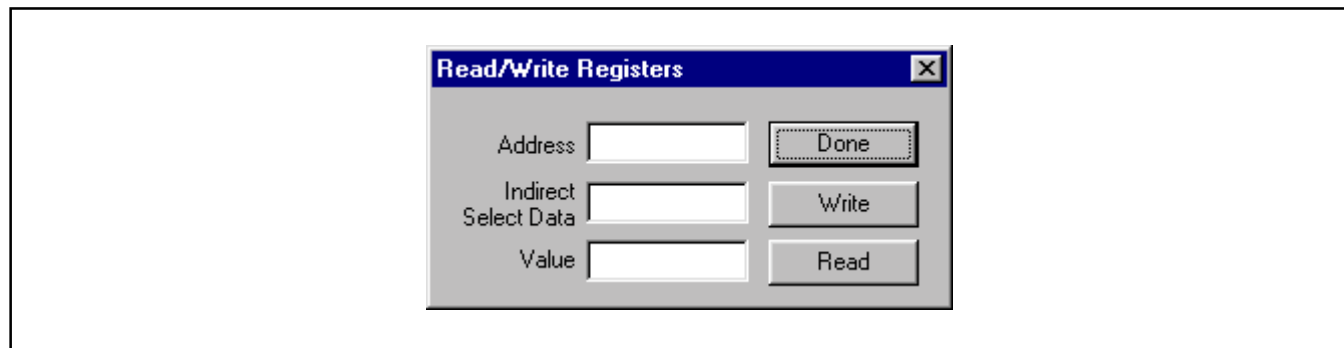 Read/Write Registers
Address
Done
Indirect
Select Data
Write
Value
Read